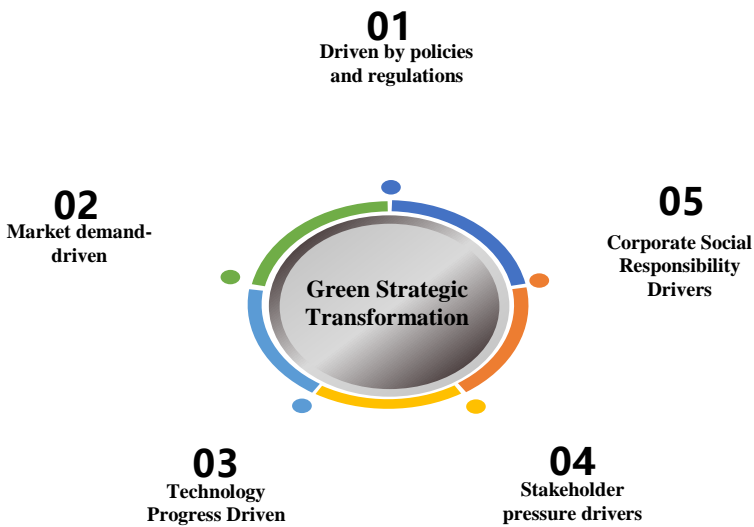 01
Driven by policies
and regulations
02
Market demand-
driven
05
Corporate Social
Responsibility
Drivers
Green Strategic
Transformation
03
Technology
Progress Driven
04
Stakeholder
pressure drivers